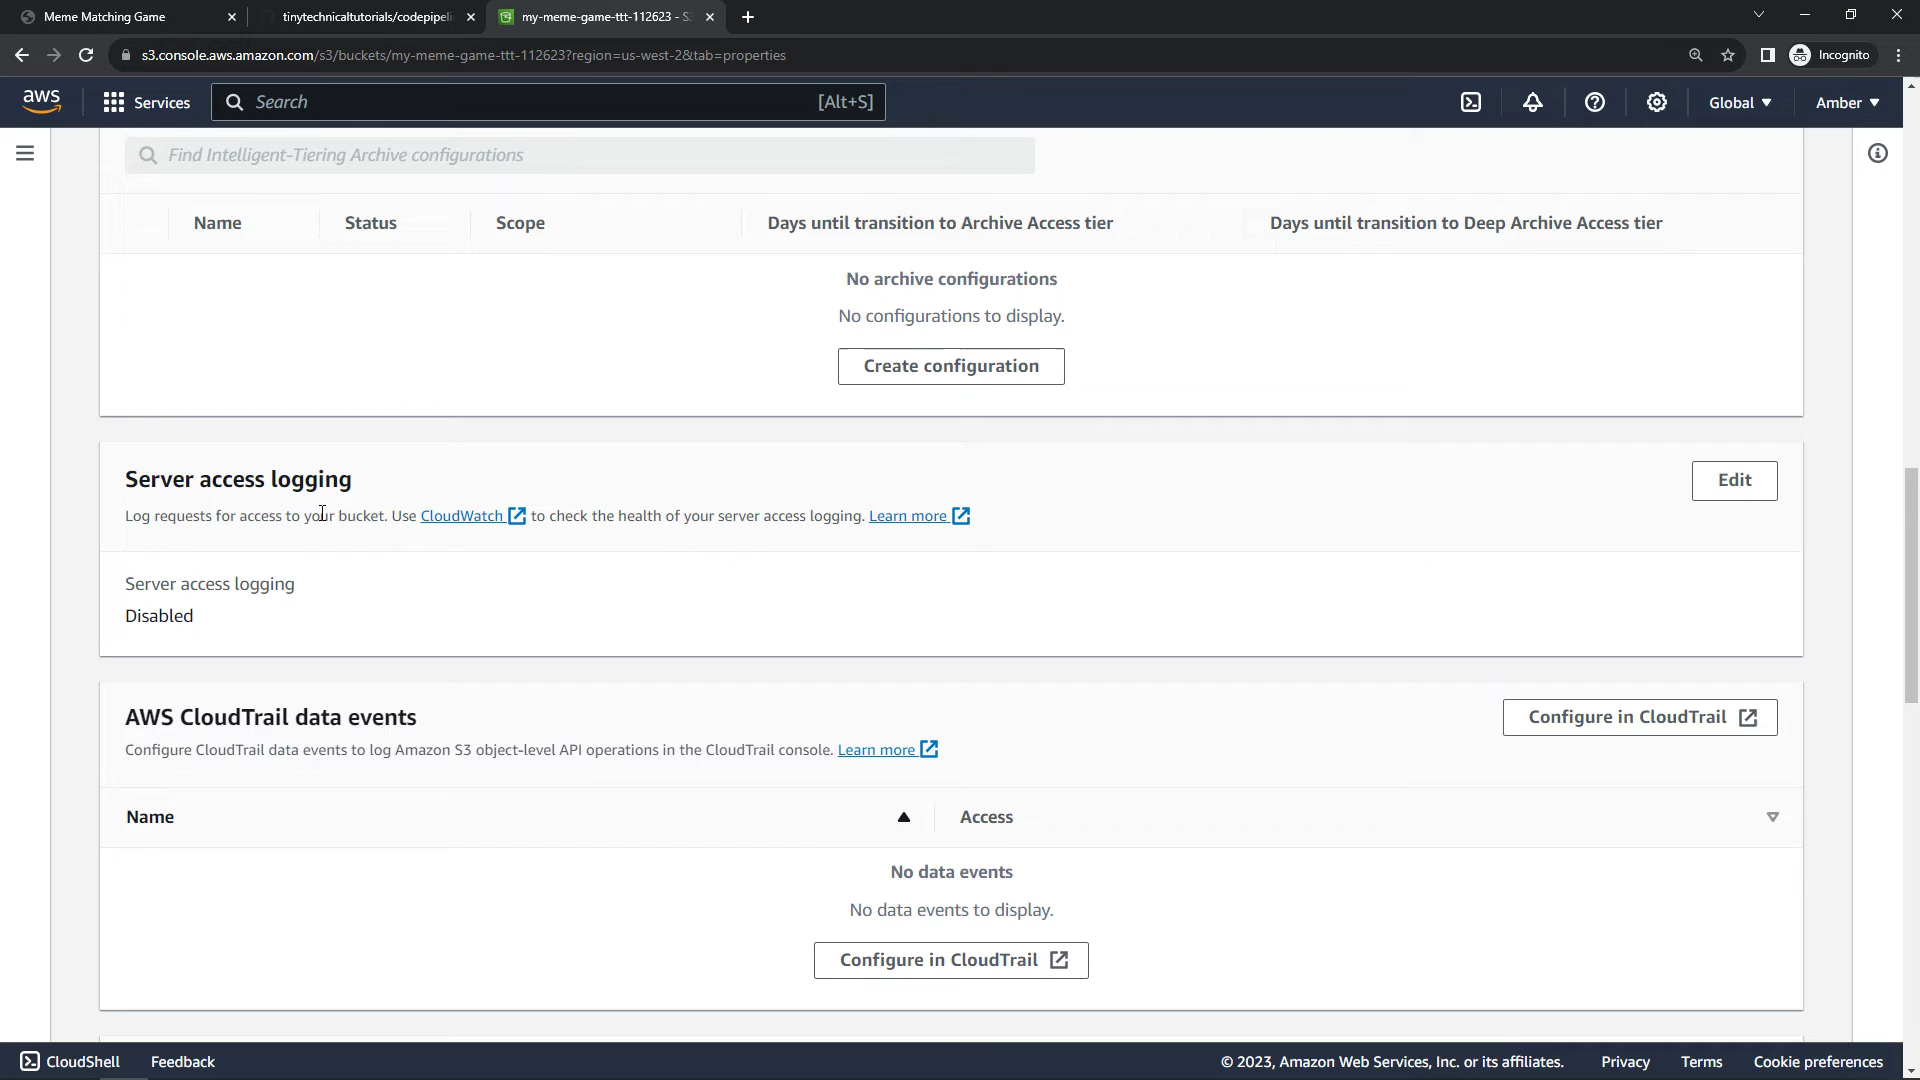 Meme Matching Game
tinytechnicaltutorials/codepipeli
my-meme-game-ttt-112623 - S3
s3.console.aws.amazon.com/s3/buckets/my-meme-game-ttt-112623?region=us-west-2&tab=properties
Incognito
aws
Services
Search
[Alt+S]
Global
Amber
Find Intelligent-Tiering Archive configurations
Name
Status
Scope
Days until transition to Archive Access tier
Days until transition to Deep Archive Access tier
No archive configurations
No configurations to display.
Create configuration
Server access logging
Edit
Log requests for access to your bucket. Use CloudWatch to check the health of your server access logging. Learn more
Server access logging
Disabled
AWS CloudTrail data events
Configure in CloudTrail
Configure CloudTrail data events to log Amazon S3 object-level API operations in the CloudTrail console. Learn more
Name
Access
No data events
No data events to display.
Configure in CloudTrail
CloudShell
Feedback
© 2023, Amazon Web Services, Inc. or its affiliates.
Privacy
Terms
Cookie preferences